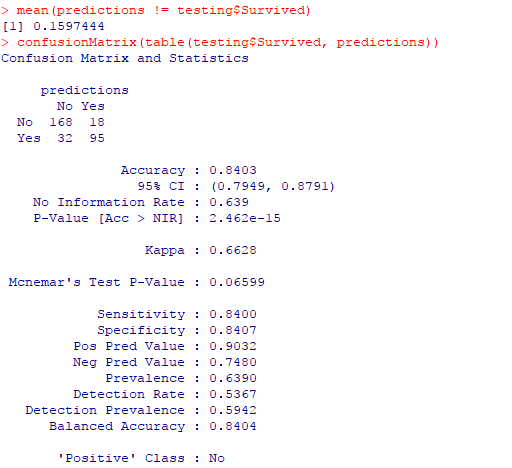 > mean(predictions != testing$Survived)
[1] 0.1597444
> confusionMatrix(table(testing$Survived, predictions))
Confusion Matrix and Statistics
predictions
No Yes
No 168 18
Yes 32 95
Accuracy : 0.8403
95% CI : (0.7949, 0.8791)
No Information Rate : 0.639
P-Value [Acc > NIR] : 2.462e-15
Kappa : 0.6628
Mcnemar's Test P-Value : 0.06599
Sensitivity : 0.8400
Specificity : 0.8407
Pos Pred Value : 0.9032
Neg Pred Value : 0.7480
Prevalence : 0.6390
Detection Rate : 0.5367
Detection Prevalence : 0.5942
Balanced Accuracy : 0.8404
'Positive' Class : No